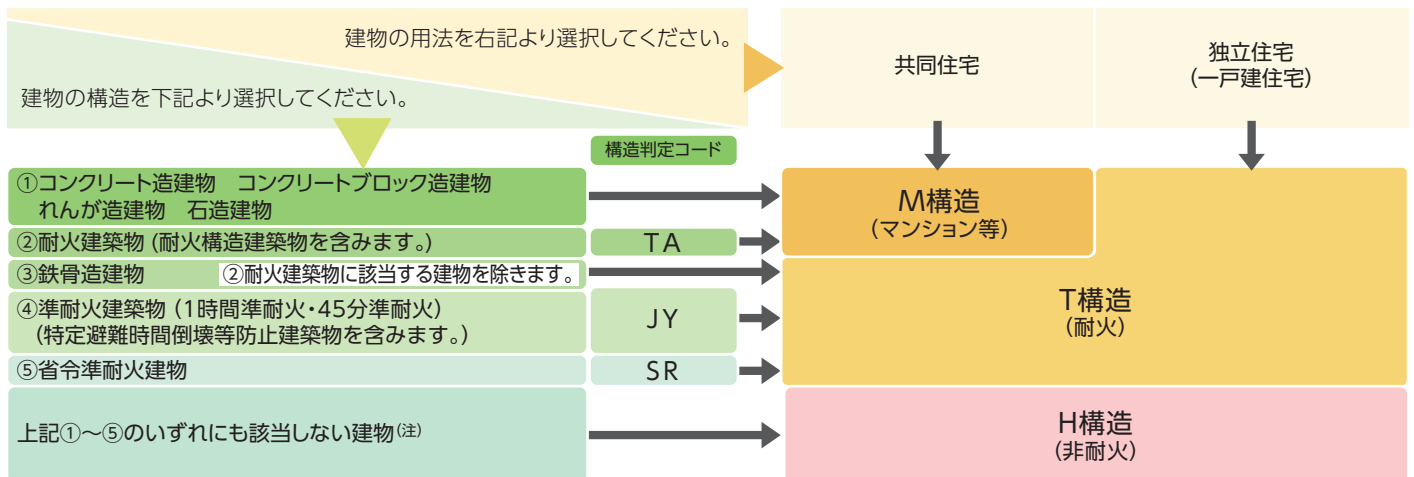 建物の用法を右記より選択してください。
建物の構造を下記より選択してください。
共同住宅
独立住宅
(一戸建住宅)
構造判定コード
①コンクリート造建物　コンクリートブロック造建物
れんが造建物　石造建物
②耐火建築物 (耐火構造建築物を含みます。)
TA
③鉄骨造建物　②耐火建築物に該当する建物を除きます。
④準耐火建築物 (1時間準耐火・45分準耐火)
(特定避難時間倒壊等防止建築物を含みます。)
JY
⑤省令準耐火建物
SR
上記①～⑤のいずれにも該当しない建物(注)
M構造
(マンション等)
T構造
(耐火)
H構造
(非耐火)